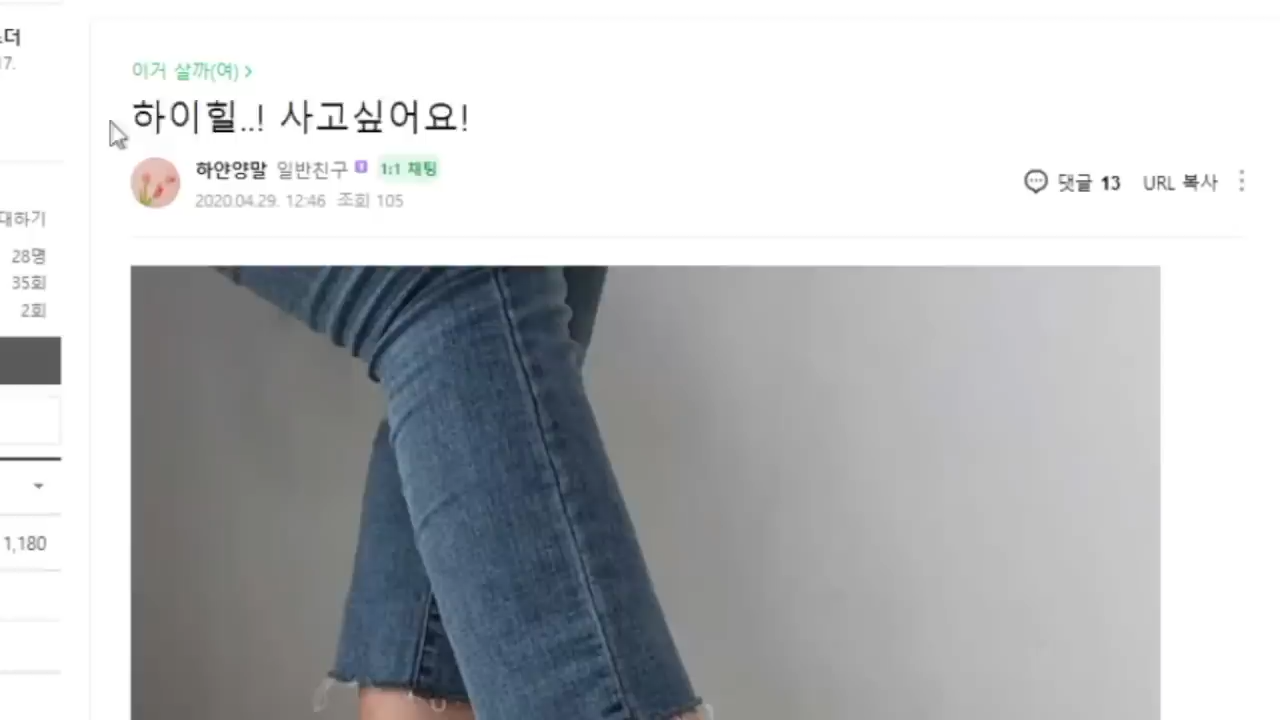 더
17.
이거 살까(여) >
하이힐..! 사고싶어요!
하얀양말 일반친구 1:1 채팅
2020.04.29. 12:46 조회 105
댓글 13 URL 복사
대하기
28명
35회
2회
1,180